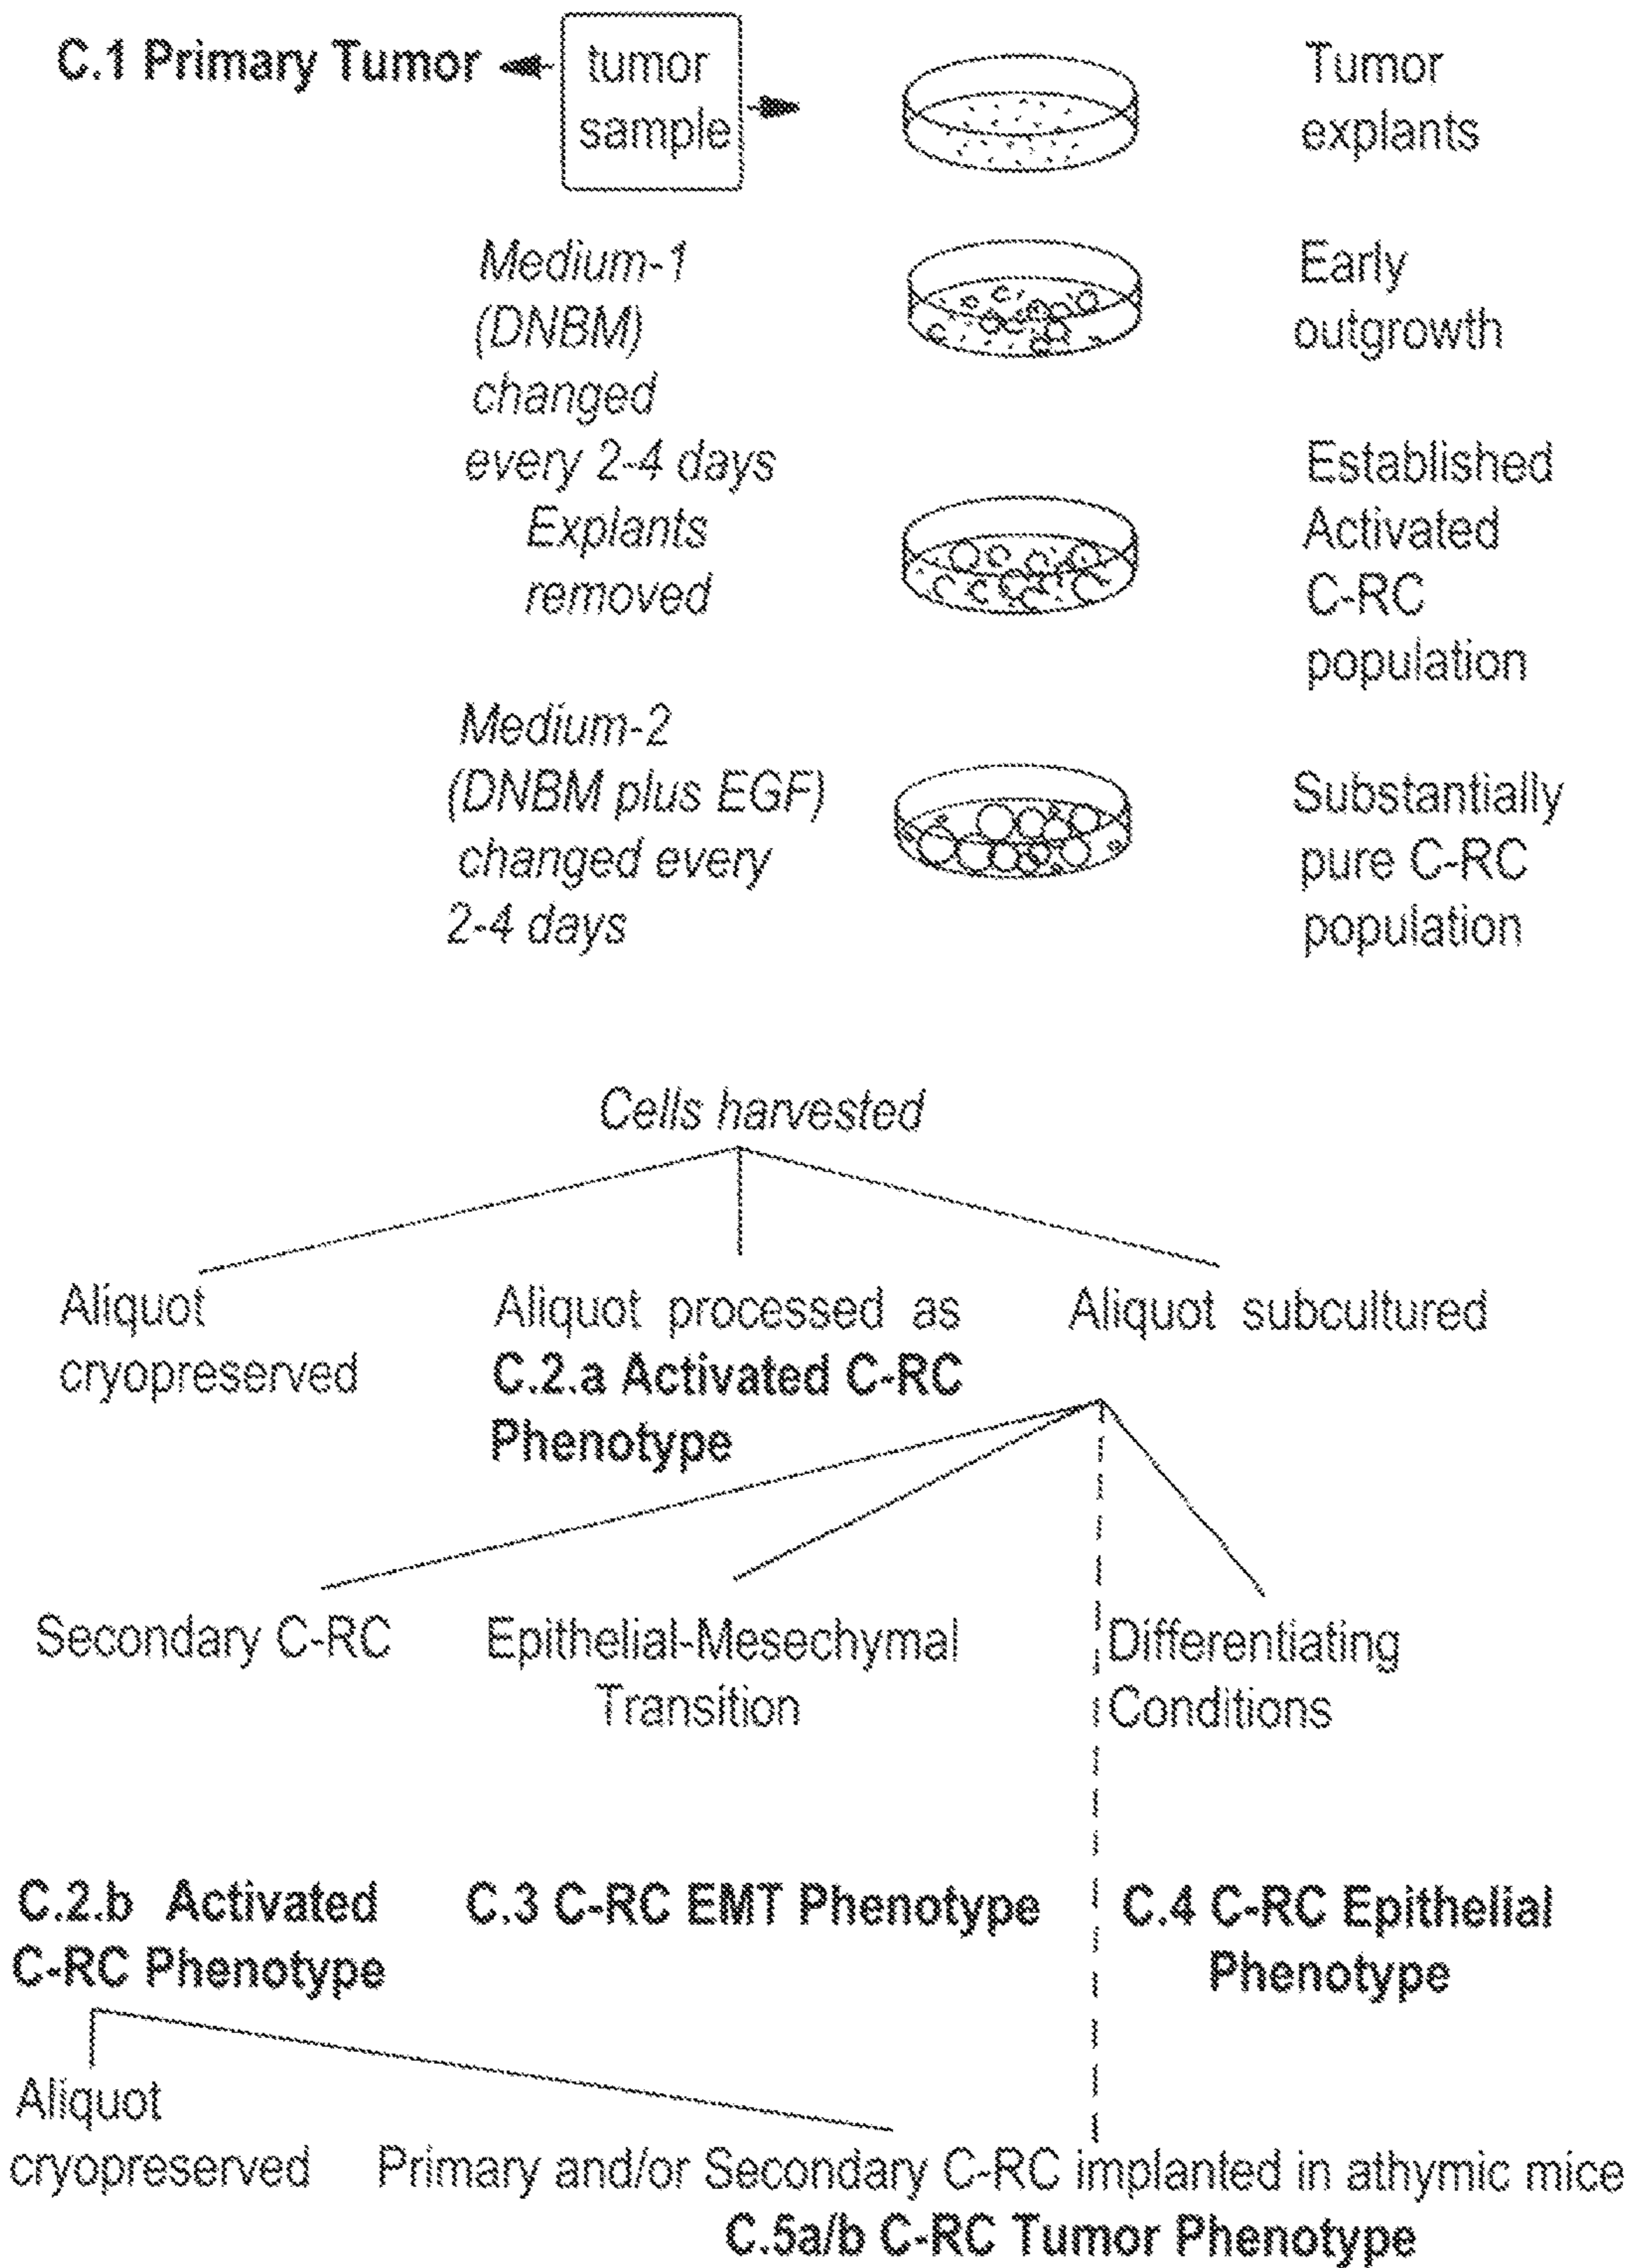 C.1 Primary Tumor
tumor
sample
Tumor
explants
Medium-1
(DNBM)
changed
every 2-4 days
Early
outgrowth
Explants
removed
Established
Activated
C-RC
population
Medium-2
(DNBM plus EGF)
changed every
2-4 days
Substantially
pure C-RC
population
Cells harvested
Aliquot
cryopreserved
Aliquot processed as
C.2.a Activated C-RC
Phenotype
Aliquot subcultured
Secondary C-RC
Epithelial-Mesechymal
Transition
Differentiating
Conditions
C.2.b Activated
C-RC Phenotype
C.3 C-RC EMT Phenotype
C.4 C-RC Epithelial
Phenotype
Aliquot
cryopreserved
Primary and/or Secondary C-RC implanted in athymic mice
C.5a/b C-RC Tumor Phenotype